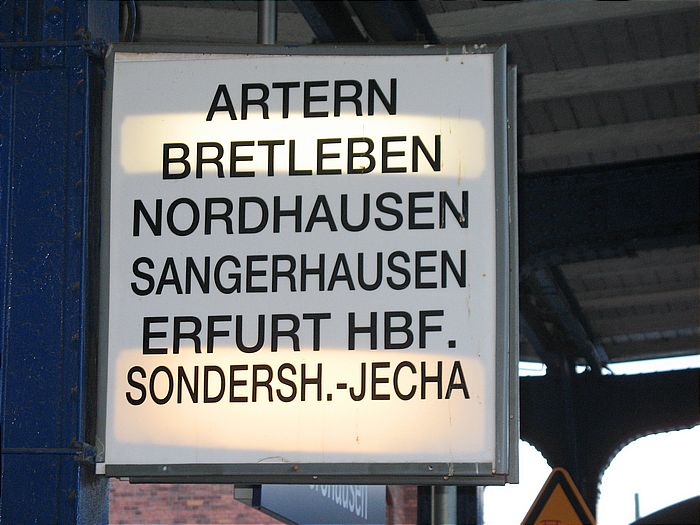 ARTERN
BRETLEBEN
NORDHAUSEN
SANGERHAUSEN
ERFURT HBF.
SONDERSH.-JECHA